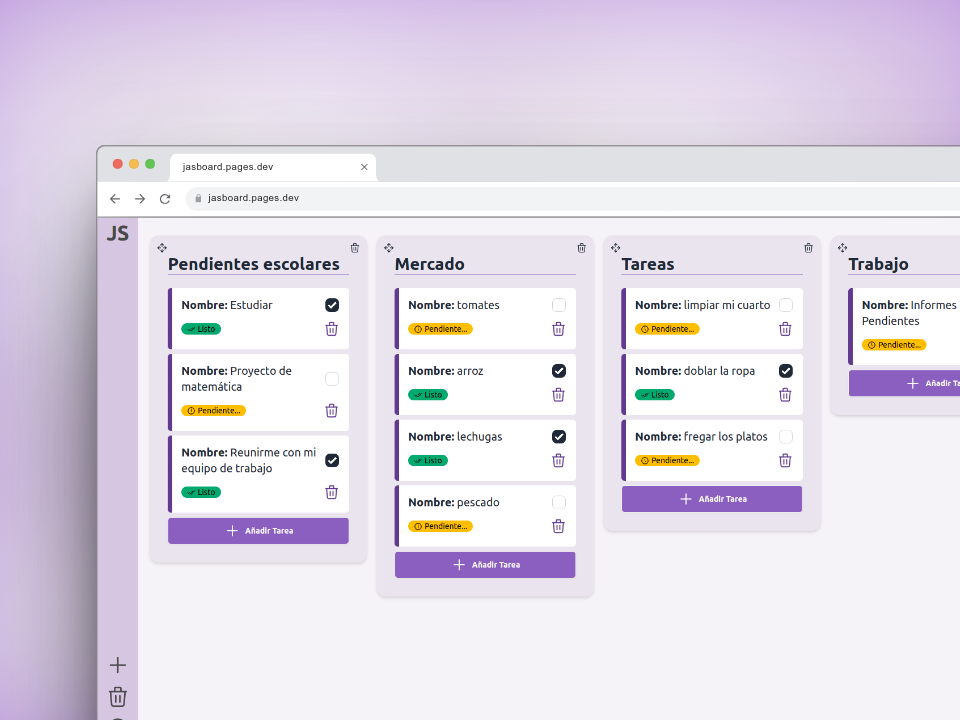 jasboard.pages.dev
jasboard.pages.dev
JS
Pendientes escolares
Nombre: Estudiar
Listo
Nombre: Proyecto de
matemática
Pendiente...
Nombre: Reunirme con mi
equipo de trabajo
Listo
Añadir Tarea
Mercado
Nombre: tomates
Pendiente...
Nombre: arroz
Listo
Nombre: lechugas
Listo
Nombre: pescado
Pendiente...
Añadir Tarea
Tareas
Nombre: limpiar mi cuarto
Pendiente...
Nombre: doblar la ropa
Listo
Nombre: fregar los platos
Pendiente...
Añadir Tarea
Trabajo
Nombre: Informes
Pendientes
Pendiente...
Añadir Ta